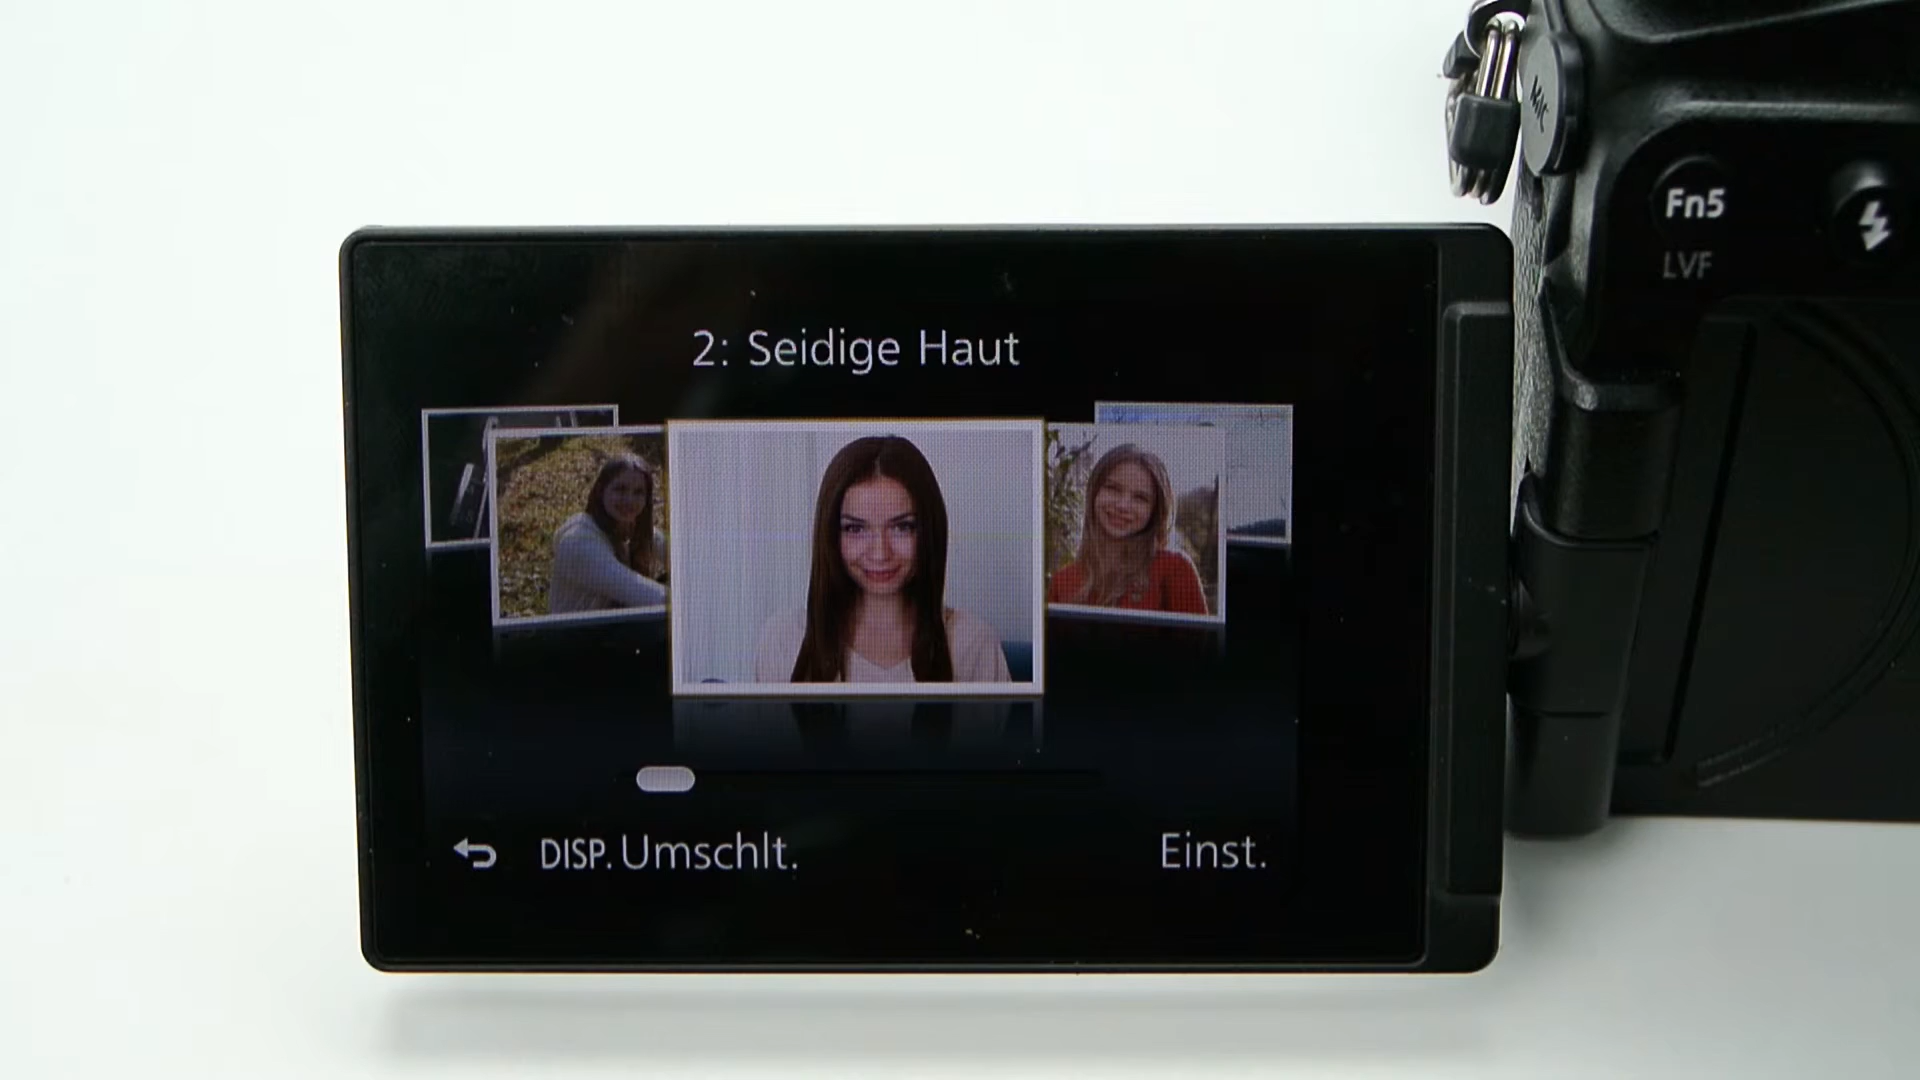 MIC
Fn5
LVF
2: Seidige Haut
DISP. Umschlt.
Einst.